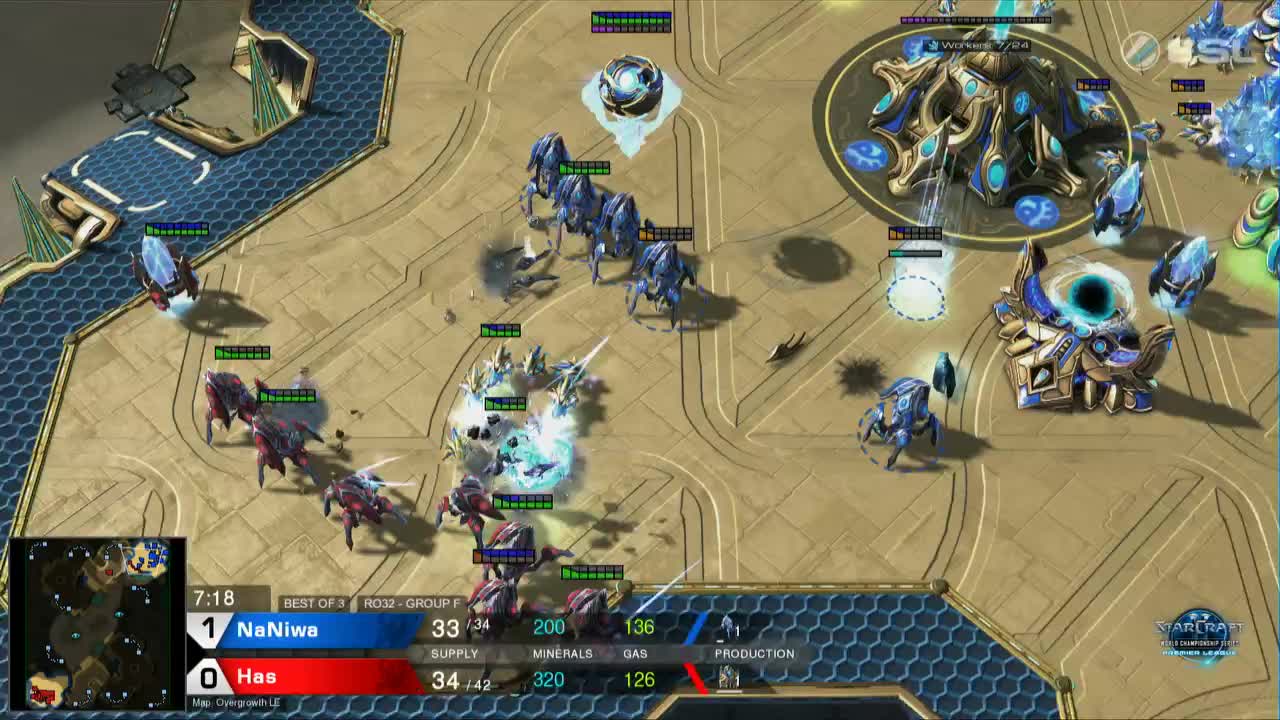 Workers: 7/24
7:18
BEST OF 3
RO32 - GROUP F
1 NaNiwa 33 /34 200 136 1
SUPPLY MINERALS GAS PRODUCTION
0 Has 34 /42 320 126 1
Map: Overgrowth LE
STARCRAFT
WORLD CHAMPIONSHIP SERIES
PREMIER LEAGUE